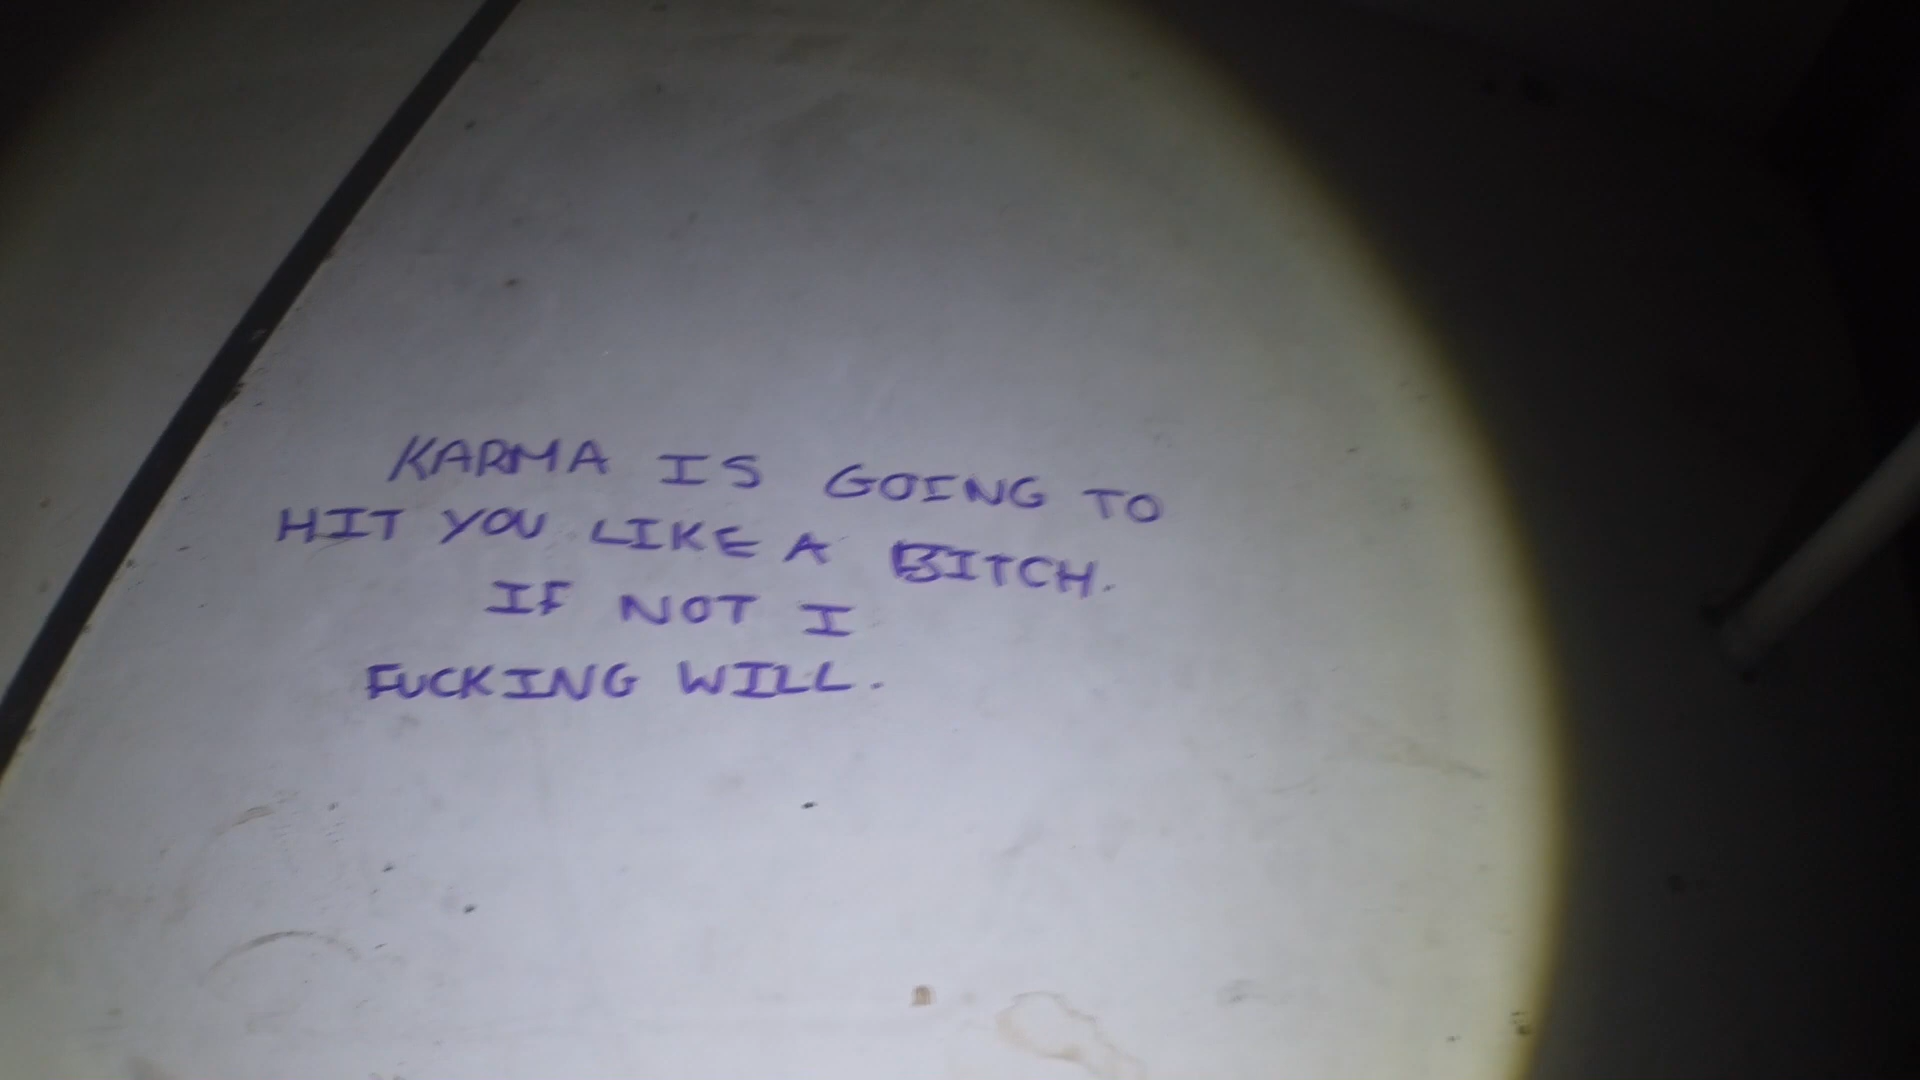 KARMA IS GOING TO
HIT YOU LIKE A BITCH.
IF NOT I
FUCKING WILL.